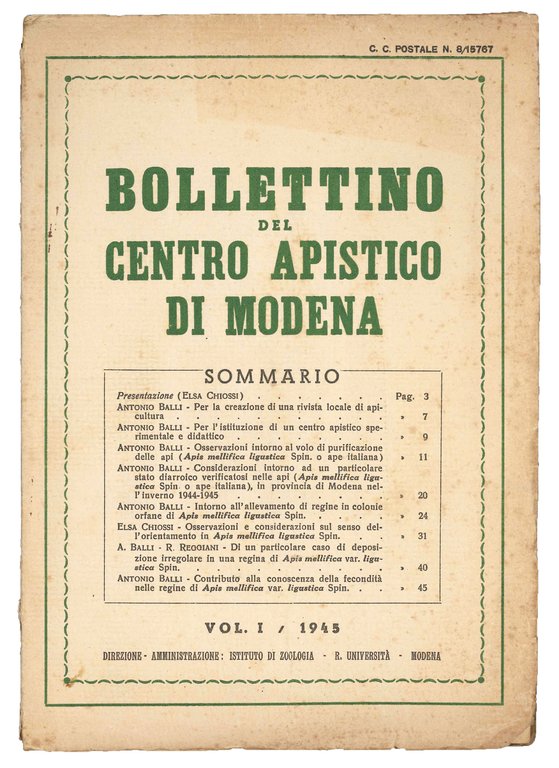 C. C. POSTALE N. 8/15767
BOLLETTINO
DEL
CENTRO APISTICO
DI MODENA
SOMMARIO
Presentazione (ELSA CHIOSSI) . . . . . . . Pag. 3
ANTONIO BALLI - Per la creazione di una rivista locale di api-
cultura . . . . . . . . . . . » 7
ANTONIO BALLI - Per l'istituzione di un centro apistico spe-
rimentale e didattico . . . . . . . . » 9
ANTONIO BALLI - Osservazioni intorno al volo di purificazione
delle api (Apis mellifica ligustica Spin. o ape italiana) . . » 11
ANTONIO BALLI - Considerazioni intorno ad un particolare
stato diarroico verificatosi nelle api (Apis mellifica ligu-
stica Spin. o ape italiana), in provincia di Modena nel-
l'inverno 1944-1945 . . . . . . . . » 20
ANTONIO BALLI - Intorno all'allevamento di regine in colonie
orfane di Apis mellifica ligustica Spin. . . . . » 24
ELSA CHIOSSI - Osservazioni e considerazioni sul senso del-
l'orientamento in Apis mellifica ligustica Spin. . . . » 31
A. BALLI - R. REGGIANI - Di un particolare caso di deposi-
zione irregolare in una regina di Apis mellifica var. ligu-
stica Spin. . . . . . . . . . . » 40
ANTONIO BALLI - Contributo alla conoscenza della fecondità
nelle regine di Apis mellifica var. ligustica Spin. . . » 45
VOL. I / 1945
DIREZIONE - AMMINISTRAZIONE: ISTITUTO DI ZOOLOGIA - R. UNIVERSITÀ - MODENA